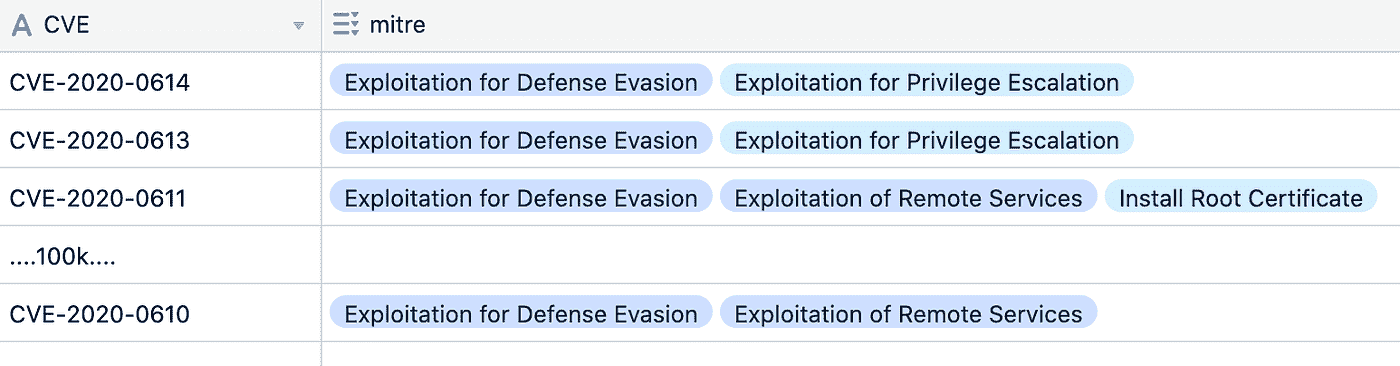 CVE mitre
CVE-2020-0614 Exploitation for Defense Evasion Exploitation for Privilege Escalation
CVE-2020-0613 Exploitation for Defense Evasion Exploitation for Privilege Escalation
CVE-2020-0611 Exploitation for Defense Evasion Exploitation of Remote Services Install Root Certificate
....100k....
CVE-2020-0610 Exploitation for Defense Evasion Exploitation of Remote Services